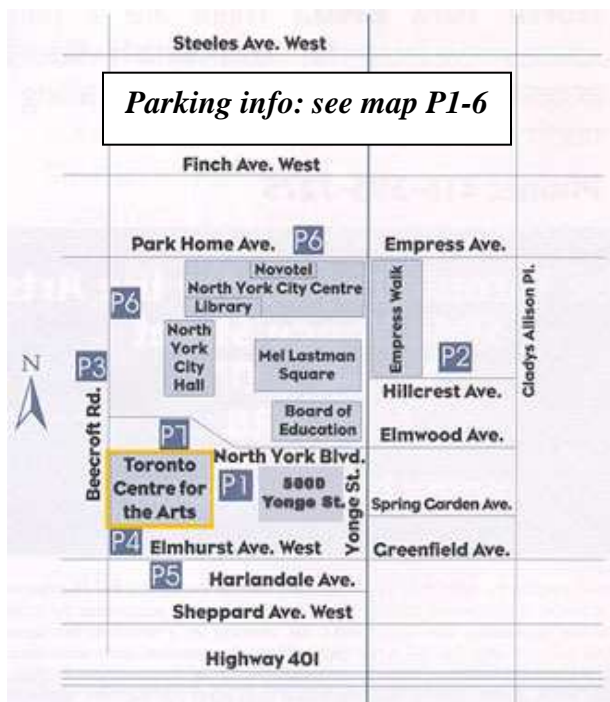 Steeles Ave. West
Parking info: see map P1-6
Finch Ave. West
Park Home Ave.
P6
Empress Ave.
Novotel
North York City Centre
Library
P6
North
York
City
Hall
Mel Lastman
Square
Empress Walk
P2
Gladys Allison Pl.
N
P3
Hillcrest Ave.
Beecroft Rd.
Board of
Education
P1
Elmwood Ave.
North York Blvd.
Toronto
Centre for
the Arts
P1
5000
Yonge St.
Yonge St.
Spring Garden Ave.
P4
Elmhurst Ave. West
Greenfield Ave.
P5
Harlandale Ave.
Sheppard Ave. West
Highway 401